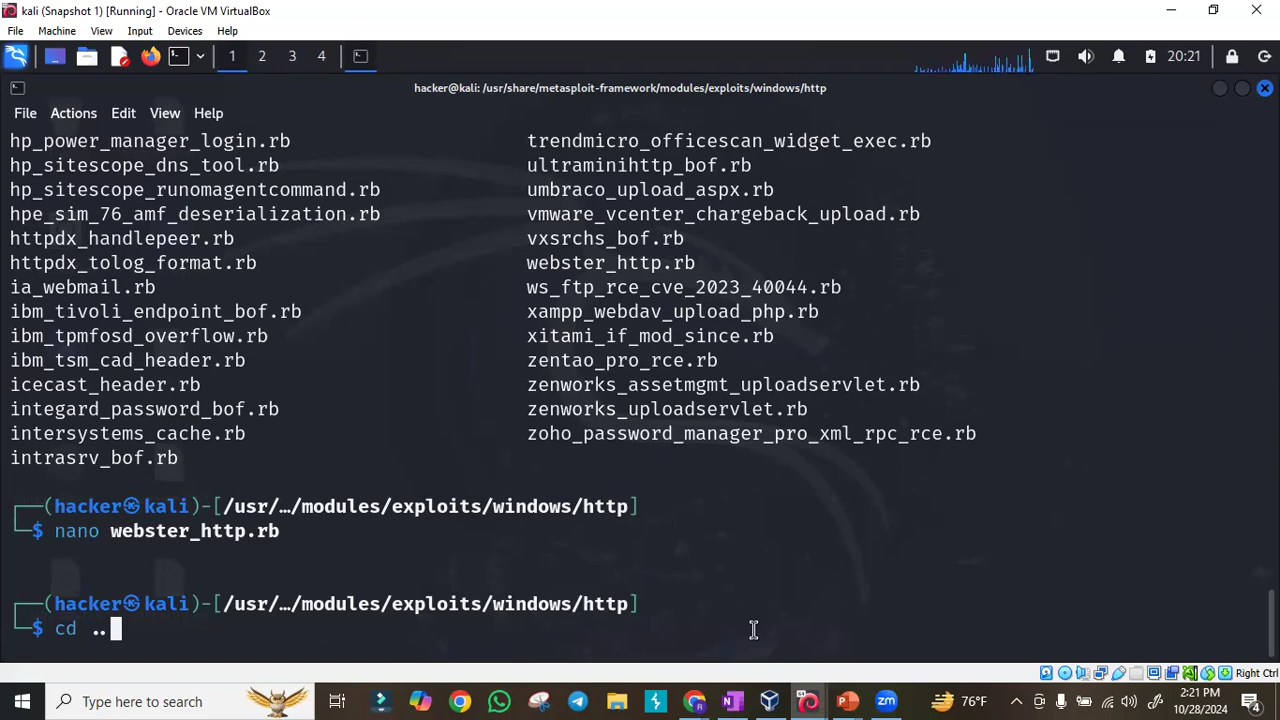 kali (Snapshot 1) [Running] - Oracle VM VirtualBox
File Machine View Input Devices Help
1 2 3 4 20:21
hacker@kali: /usr/share/metasploit-framework/modules/exploits/windows/http
File Actions Edit View Help
hp_power_manager_login.rb trendmicro_officescan_widget_exec.rb
hp_sitescope_dns_tool.rb ultraminihttp_bof.rb
hp_sitescope_runomagentcommand.rb umbraco_upload_aspx.rb
hpe_sim_76_amf_deserialization.rb vmware_vcenter_chargeback_upload.rb
httpdx_handlepeer.rb vxsrchs_bof.rb
httpdx_tolog_format.rb webster_http.rb
ia_webmail.rb ws_ftp_rce_cve_2023_40044.rb
ibm_tivoli_endpoint_bof.rb xampp_webdav_upload_php.rb
ibm_tpmfosd_overflow.rb xitami_if_mod_since.rb
ibm_tsm_cad_header.rb zentao_pro_rce.rb
icecast_header.rb zenworks_assetmgmt_uploadservlet.rb
integard_password_bof.rb zenworks_uploadservlet.rb
intersystems_cache.rb zoho_password_manager_pro_xml_rpc_rce.rb
intrasrv_bof.rb
┌──(hacker㉿kali)-[/usr/…/modules/exploits/windows/http]
└─$ nano webster_http.rb
┌──(hacker㉿kali)-[/usr/…/modules/exploits/windows/http]
└─$ cd ..
Right Ctrl
Type here to search 76°F 2:21 PM
10/28/2024 4